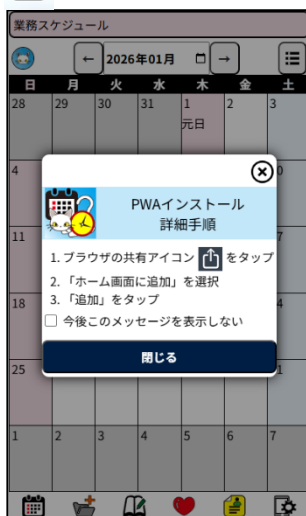 業務スケジュール
← 2026年01月 →
日 月 火 水 木 金 土
28 29 30 31 1 2 3
元日
4 0
11 7
18 4
25 1
PWAインストール
詳細手順
1. ブラウザの共有アイコン をタップ
2. 「ホーム画面に追加」を選択
3. 「追加」をタップ
今後このメッセージを表示しない
閉じる
1 2 3 4 5 6 7